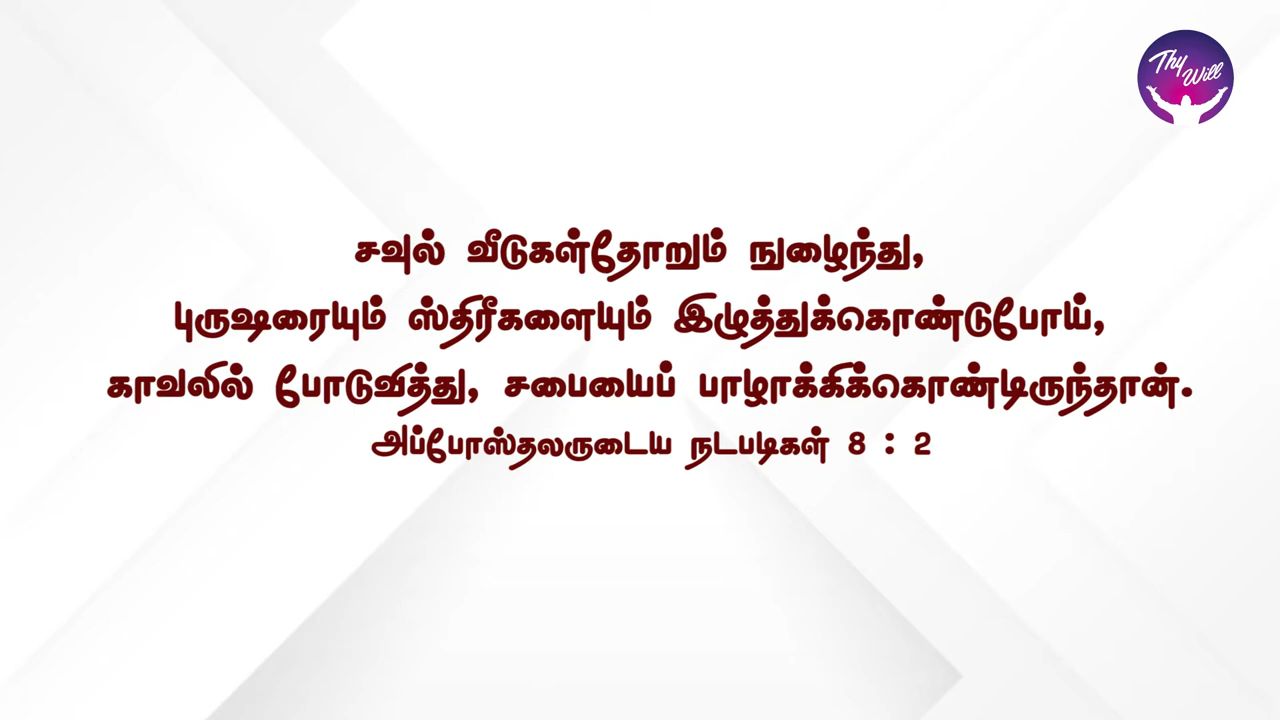 Thy
Will
சவுல் வீடுகள்தோறும் நுழைந்து,
புருஷரையும் ஸ்திரீகளையும் இழுத்துக்கொண்டுபோய்,
காவலில் போடுவித்து, சபையைப் பாழாக்கிக்கொண்டிருந்தான்.
அப்போஸ்தலருடைய நடபடிகள் 8 : 2